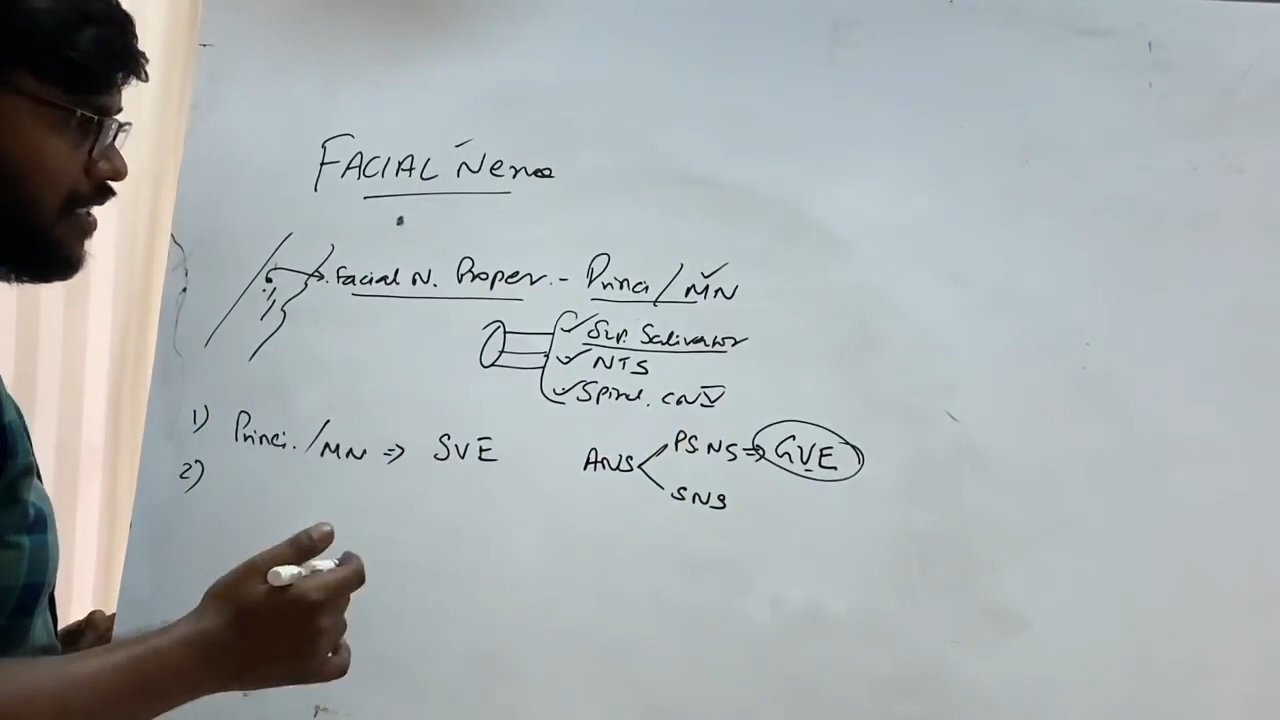 FACIAL Nerve
Facial N. Proper. - Princi / MN
Sup. Salivator
NTS
Spinal. CN V
1) Princi. / MN => SVE
ANS
PSNS => GVE
SNS
2)